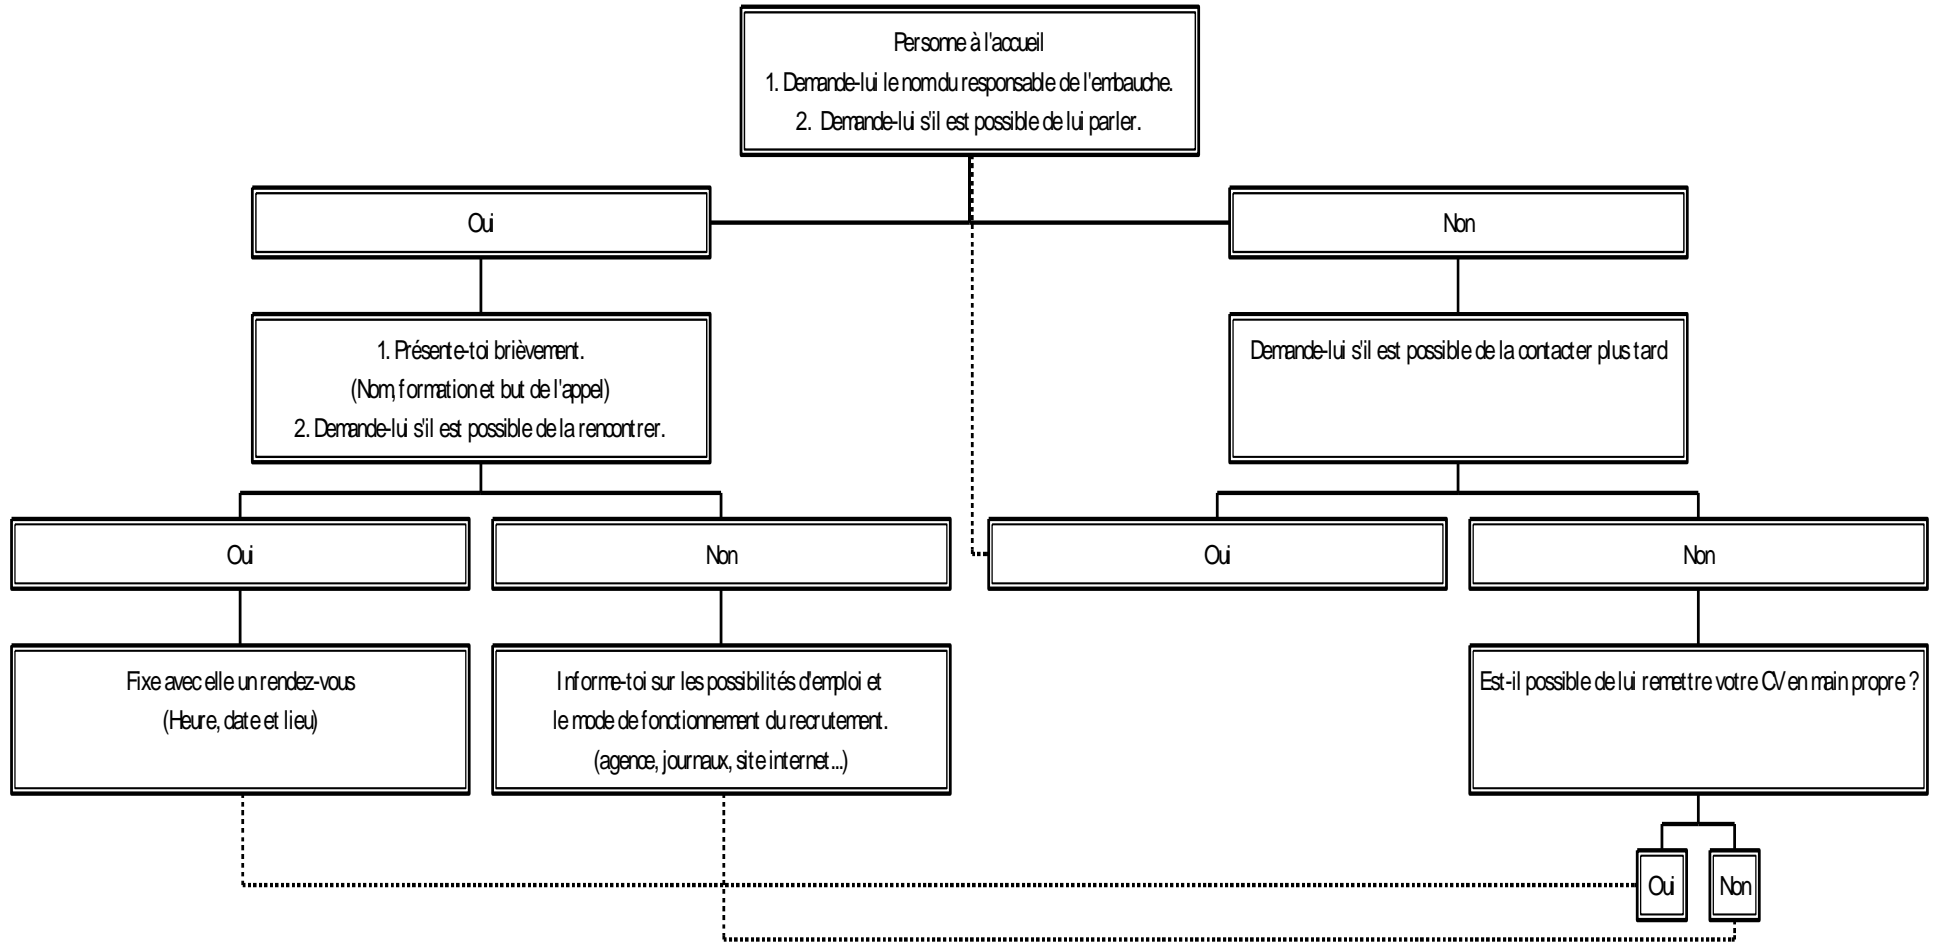 Personne à l'accueil
1. Demande-lui le nom du responsable de l'embauche.
2. Demande-lui s'il est possible de lui parler.
Oui
Non
1. Présente-toi brièvement.
(Nom, formation et but de l'appel)
2. Demande-lui s'il est possible de la rencontrer.
Demande-lui s'il est possible de la contacter plus tard
Oui
Non
Oui
Non
Fixe avec elle un rendez-vous
(Heure, date et lieu)
Informe-toi sur les possibilités d'emploi et
le mode de fonctionnement du recrutement.
(agence, journaux, site internet...)
Est-il possible de lui remettre votre CV en main propre ?
Oui
Non